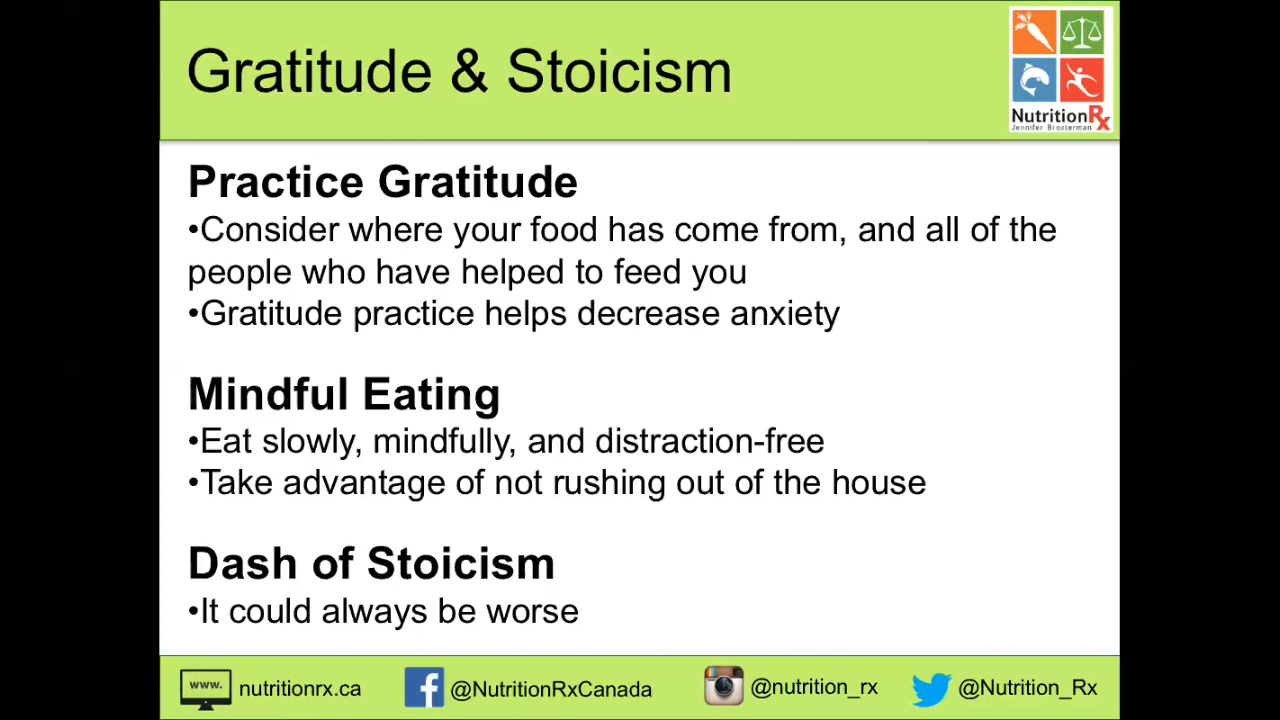 Gratitude & Stoicism
NutritionRx
Jennifer Broxterman
Practice Gratitude
•Consider where your food has come from, and all of the
people who have helped to feed you
•Gratitude practice helps decrease anxiety
Mindful Eating
•Eat slowly, mindfully, and distraction-free
•Take advantage of not rushing out of the house
Dash of Stoicism
•It could always be worse
www. nutritionrx.ca @NutritionRxCanada @nutrition_rx @Nutrition_Rx